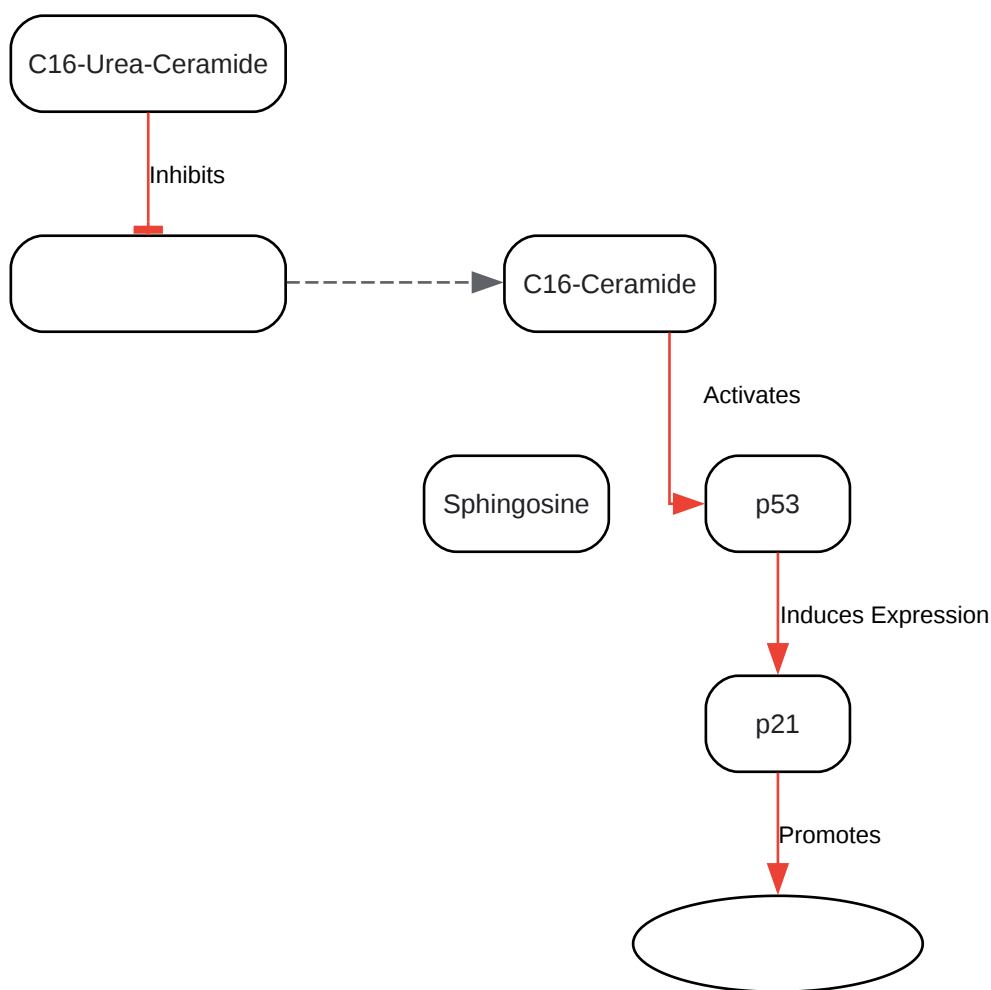 C16-Urea-Ceramide
Inhibits
C16-Ceramide
Activates
Sphingosine
p53
Induces Expression
p21
Promotes